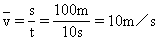 v̅ = s/t = 100m/10s = 10m／s